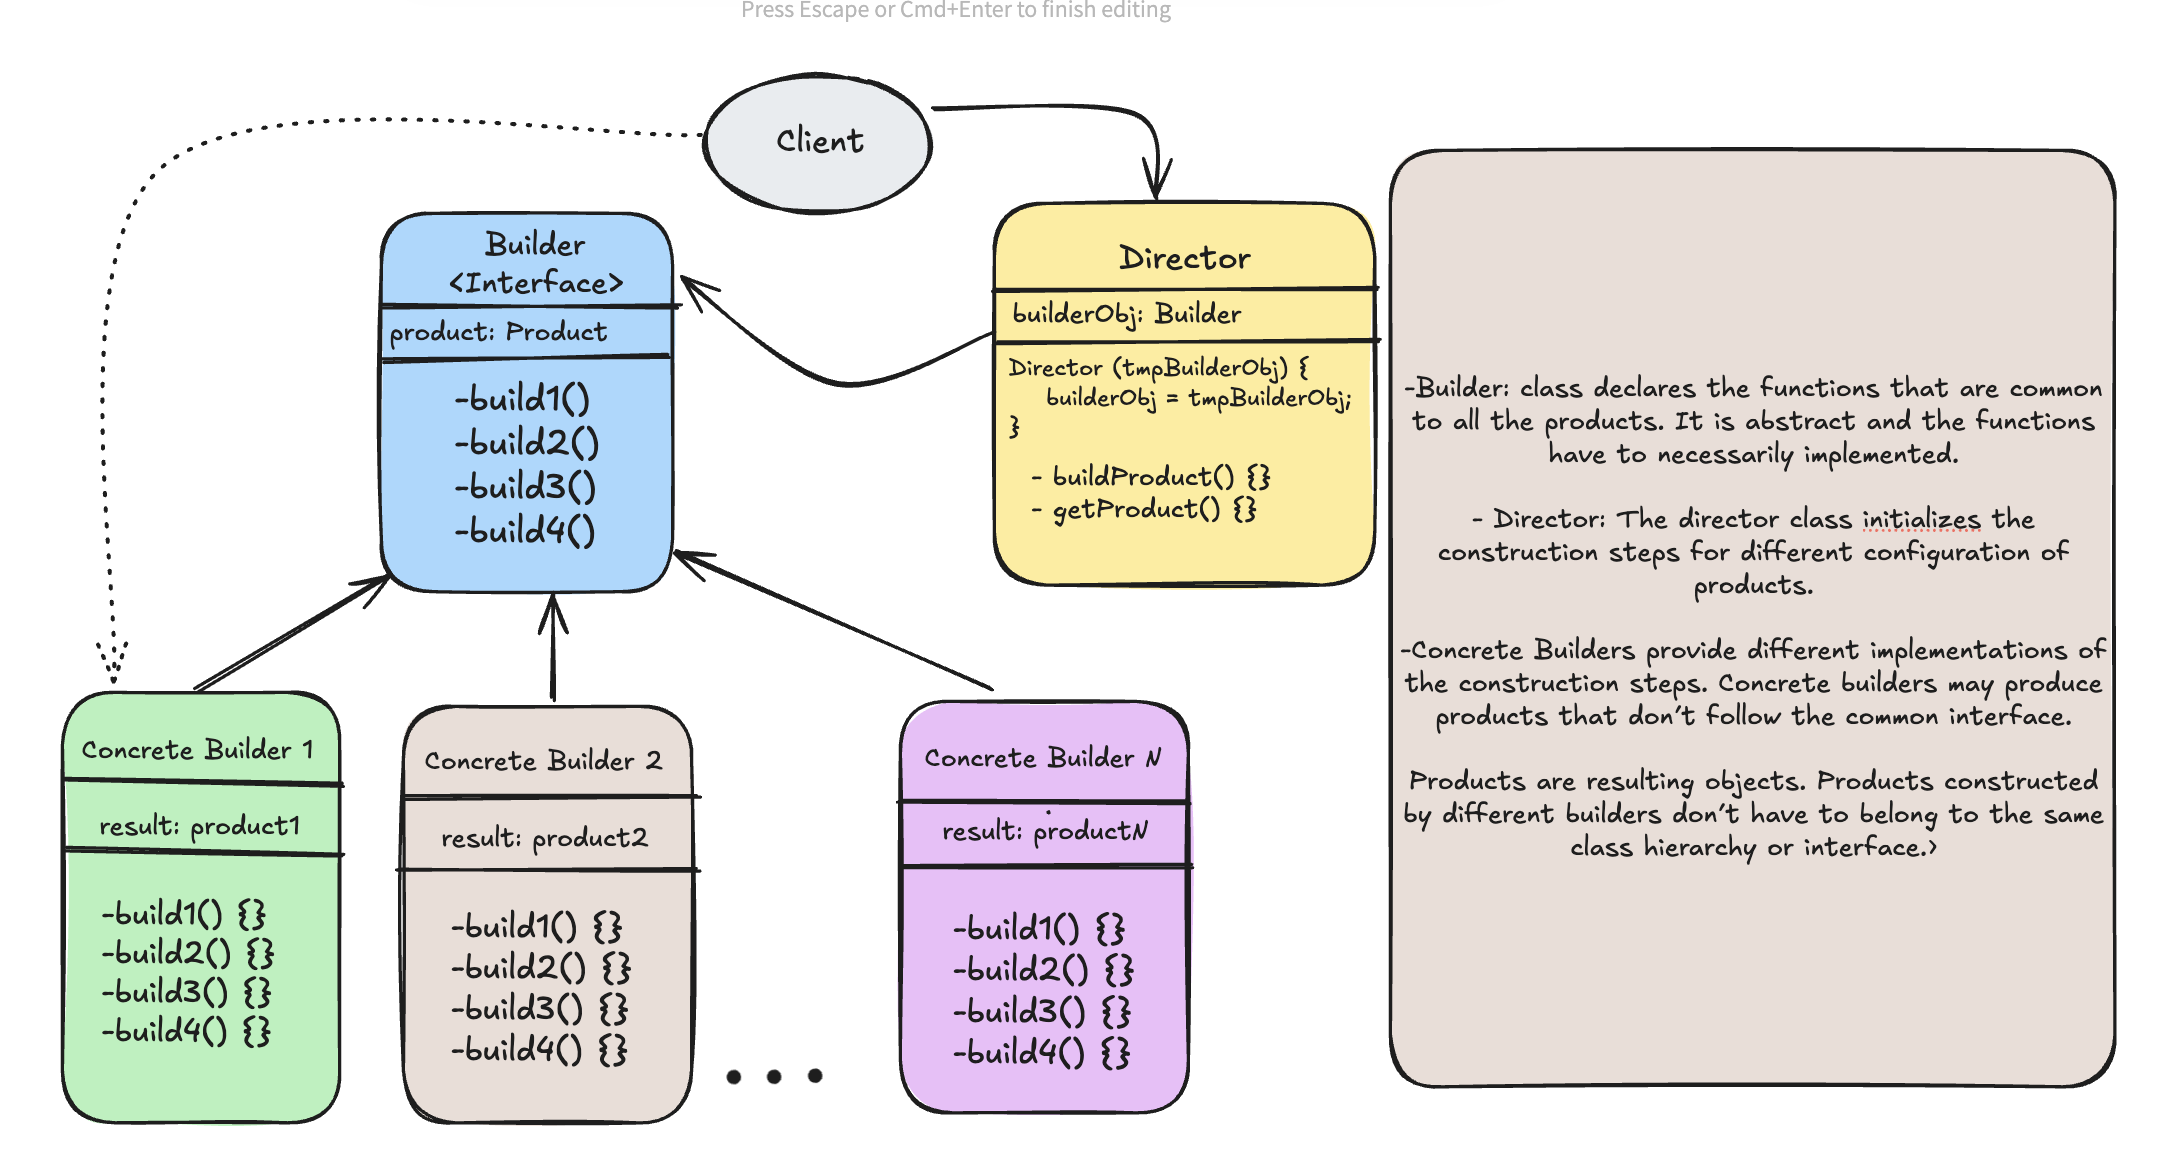 Press Escape or Cmd+Enter to finish editing
Client
Builder
<Interface>
product: Product
-build1()
-build2()
-build3()
-build4()
Director
builderObj: Builder
Director (tmpBuilderObj) {
builderObj = tmpBuilderObj;
}
- buildProduct() {}
- getProduct() {}
Concrete Builder 1
result: product1
-build1() {}
-build2() {}
-build3() {}
-build4() {}
Concrete Builder 2
result: product2
-build1() {}
-build2() {}
-build3() {}
-build4() {}
Concrete Builder N
result: productN
-build1() {}
-build2() {}
-build3() {}
-build4() {}
-Builder: class declares the functions that are common
to all the products. It is abstract and the functions
have to necessarily implemented.
- Director: The director class initializes the
construction steps for different configuration of
products.
-Concrete Builders provide different implementations of
the construction steps. Concrete builders may produce
products that don't follow the common interface.
Products are resulting objects. Products constructed
by different builders don't have to belong to the same
class hierarchy or interface.>